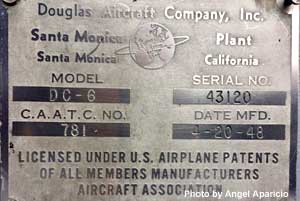 Douglas Aircraft Company, Inc.
Santa Monica Plant
Santa Monica California
MODEL SERIAL NO.
DC-6 43120
C.A.A.T.C. NO. DATE MFD.
781 4-20-48
LICENSED UNDER U.S. AIRPLANE PATENTS
OF ALL MEMBERS MANUFACTURERS
AIRCRAFT ASSOCIATION
Photo by Angel Aparicio